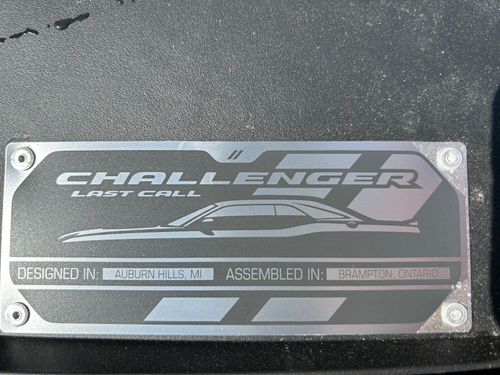 CHALLENGER
LAST CALL
DESIGNED IN: AUBURN HILLS, MI ASSEMBLED IN: BRAMPTON, ONTARIO